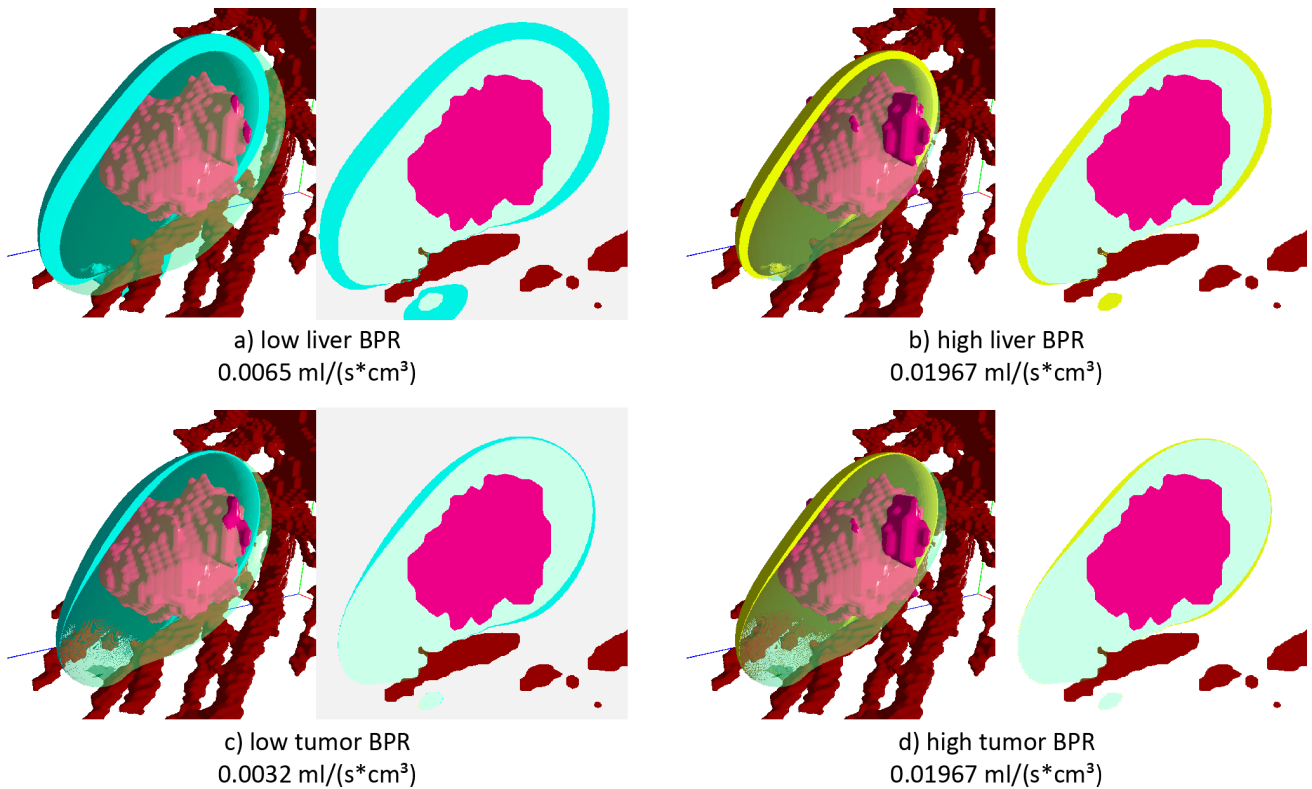 a) low liver BPR
0.0065 ml/(s*cm³)
b) high liver BPR
0.01967 ml/(s*cm³)
c) low tumor BPR
0.0032 ml/(s*cm³)
d) high tumor BPR
0.01967 ml/(s*cm³)